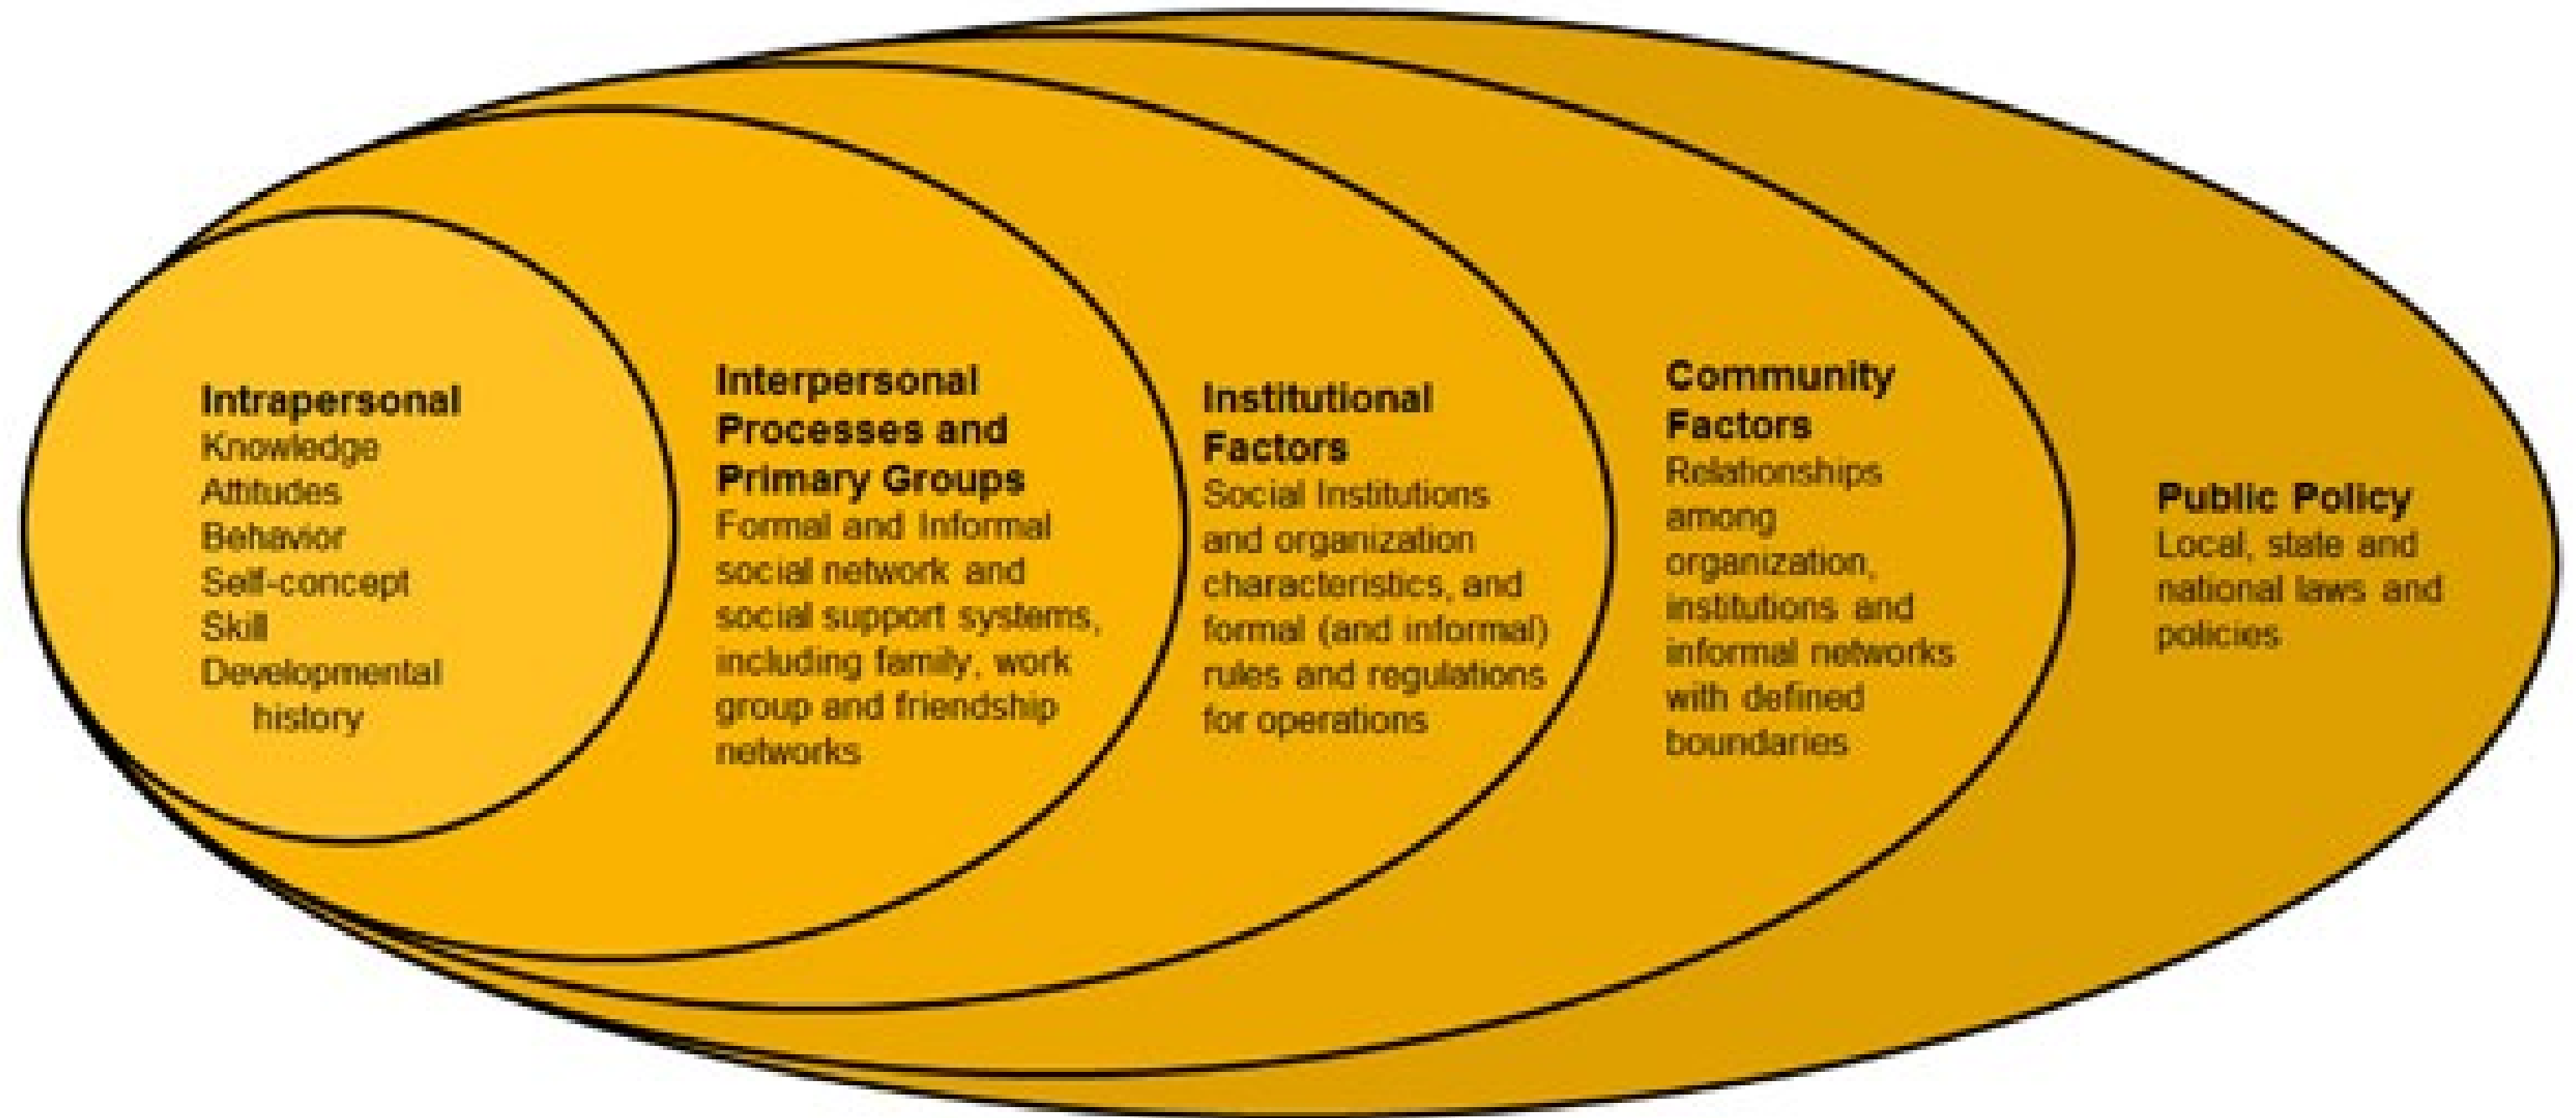 Intrapersonal
Knowledge
Attitudes
Behavior
Self-concept
Skill
Developmental
history
Interpersonal
Processes and
Primary Groups
Formal and Informal
social network and
social support systems,
including family, work
group and friendship
networks
Institutional
Factors
Social Institutions
and organization
characteristics, and
formal (and informal)
rules and regulations
for operations
Community
Factors
Relationships
among
organization,
institutions and
informal networks
with defined
boundaries
Public Policy
Local, state and
national laws and
policies